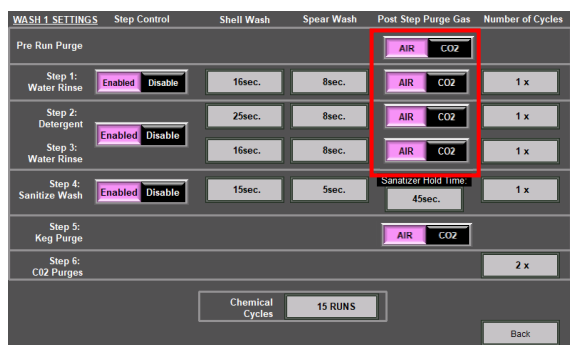 WASH 1 SETTINGS Step Control Shell Wash Spear Wash Post Step Purge Gas Number of Cycles
Pre Run Purge AIR CO2
Step 1:
Water Rinse Enabled Disable 16sec. 8sec. AIR CO2 1 x
Step 2:
Detergent 25sec. 8sec. AIR CO2 1 x
Enabled Disable
Step 3:
Water Rinse 16sec. 8sec. AIR CO2 1 x
Step 4:
Sanitize Wash Enabled Disable 15sec. 5sec. Sanatizer Hold Time: 1 x
45sec.
Step 5:
Keg Purge AIR CO2
Step 6:
C02 Purges 2 x
Chemical
Cycles 15 RUNS
Back